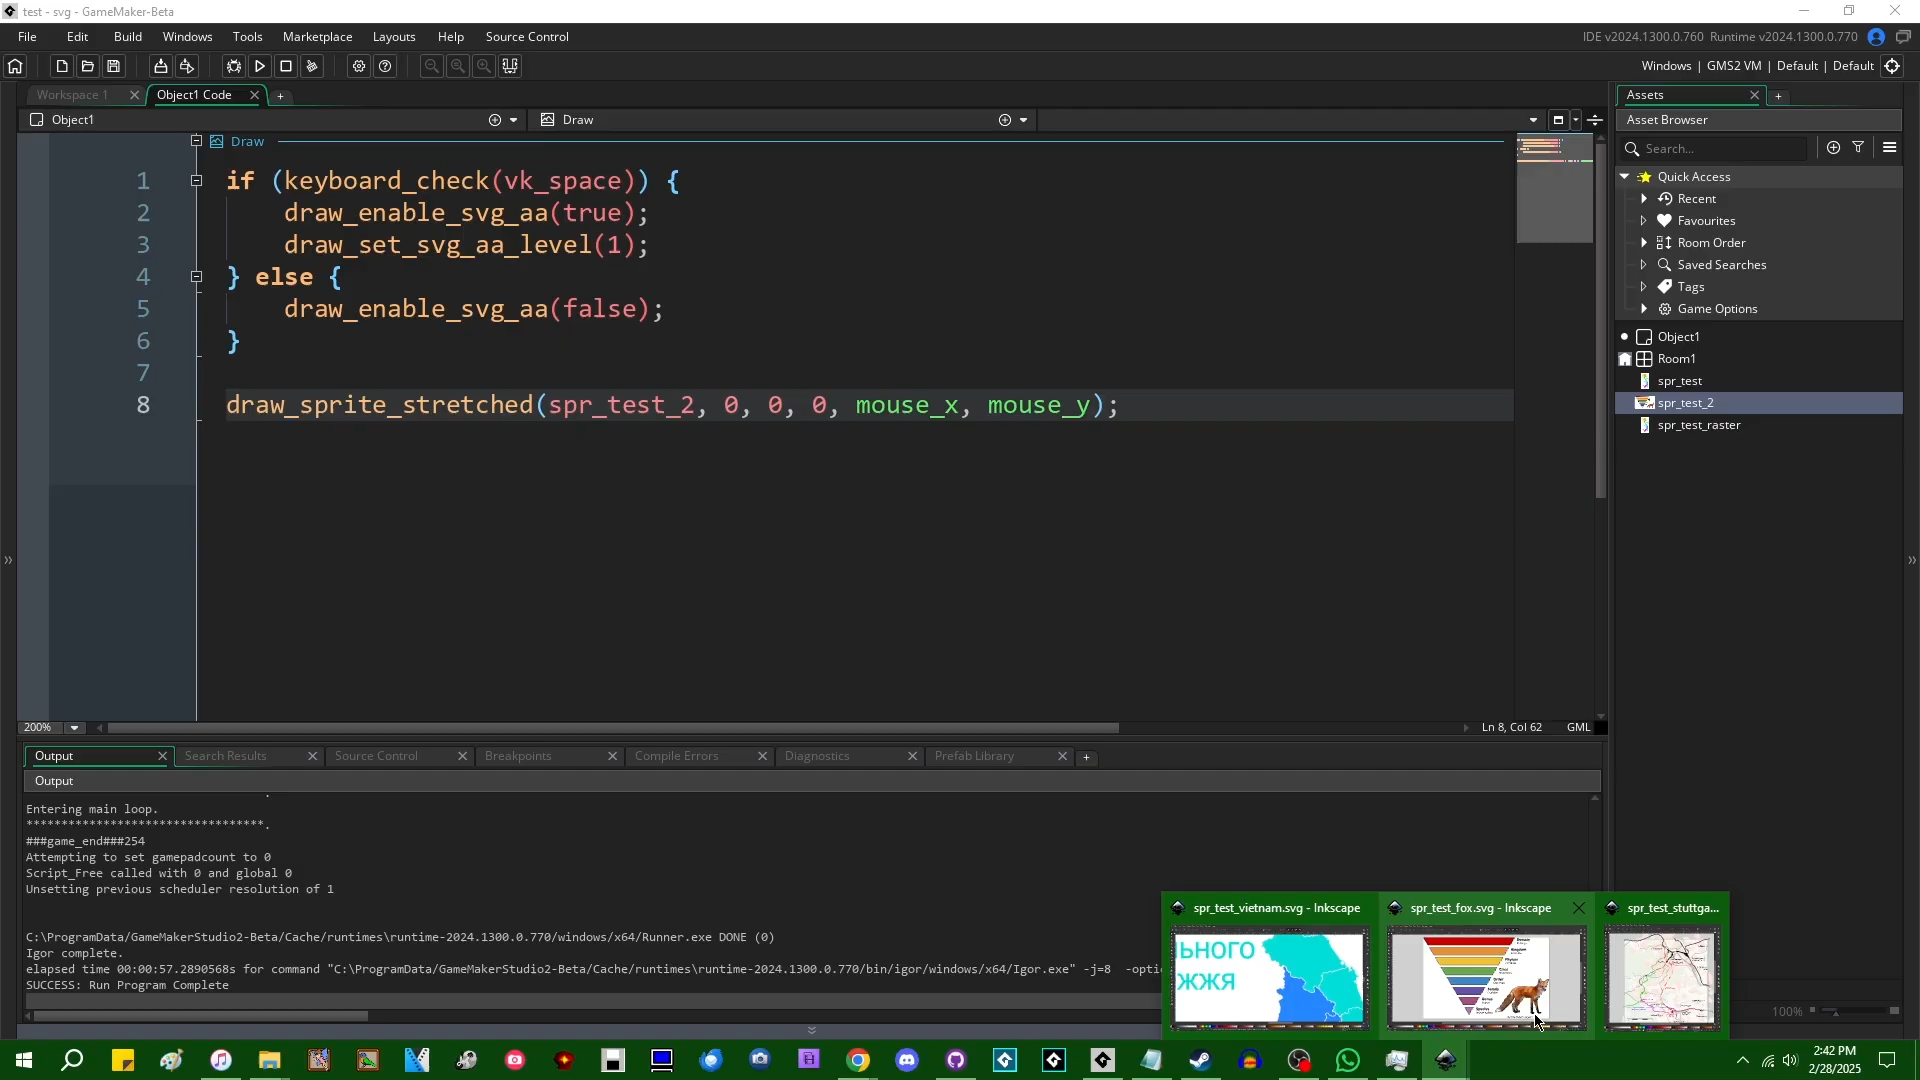 test - svg - GameMaker-Beta
File Edit Build Windows Tools Marketplace Layouts Help Source Control
IDE v2024.1300.0.760 Runtime v2024.1300.0.770
Windows | GMS2 VM | Default | Default
Workspace 1
Object1 Code
Object1
Draw
Draw
1 if (keyboard_check(vk_space)) {
2 draw_enable_svg_aa(true);
3 draw_set_svg_aa_level(1);
4 } else {
5 draw_enable_svg_aa(false);
6 }
7
8 draw_sprite_stretched(spr_test_2, 0, 0, 0, mouse_x, mouse_y);
200%
Ln 8, Col 62 GML
Assets
Asset Browser
Search...
Quick Access
Recent
Favourites
Room Order
Saved Searches
Tags
Game Options
Object1
Room1
spr_test
spr_test_2
spr_test_raster
100%
Output Search Results Source Control Breakpoints Compile Errors Diagnostics Prefab Library
Output
Entering main loop.
**********************************.
###game_end###254
Attempting to set gamepadcount to 0
Script_Free called with 0 and global 0
Unsetting previous scheduler resolution of 1
C:\ProgramData/GameMakerStudio2-Beta/Cache/runtimes\runtime-2024.1300.0.770/windows/x64/Runner.exe DONE (0)
Igor complete.
elapsed time 00:00:57.2890568s for command "C:\ProgramData/GameMakerStudio2-Beta/Cache/runtimes\runtime-2024.1300.0.770/bin/igor/windows/x64/Igor.exe" -j=8 -optio
SUCCESS: Run Program Complete
spr_test_vietnam.svg - Inkscape
spr_test_fox.svg - Inkscape
spr_test_stuttga...
ЬНОГО
ЖЖЯ
2:42 PM
2/28/2025